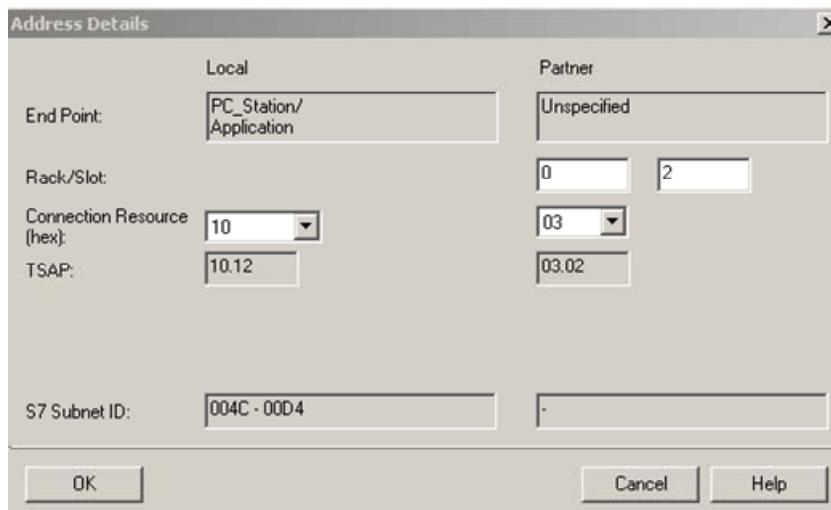 Address Details
Local Partner
End Point: PC_Station/ Unspecified
Application
Rack/Slot: 0 2
Connection Resource 10 03
(hex):
TSAP: 10.12 03.02
S7 Subnet ID: 004C - 00D4 -
OK Cancel Help